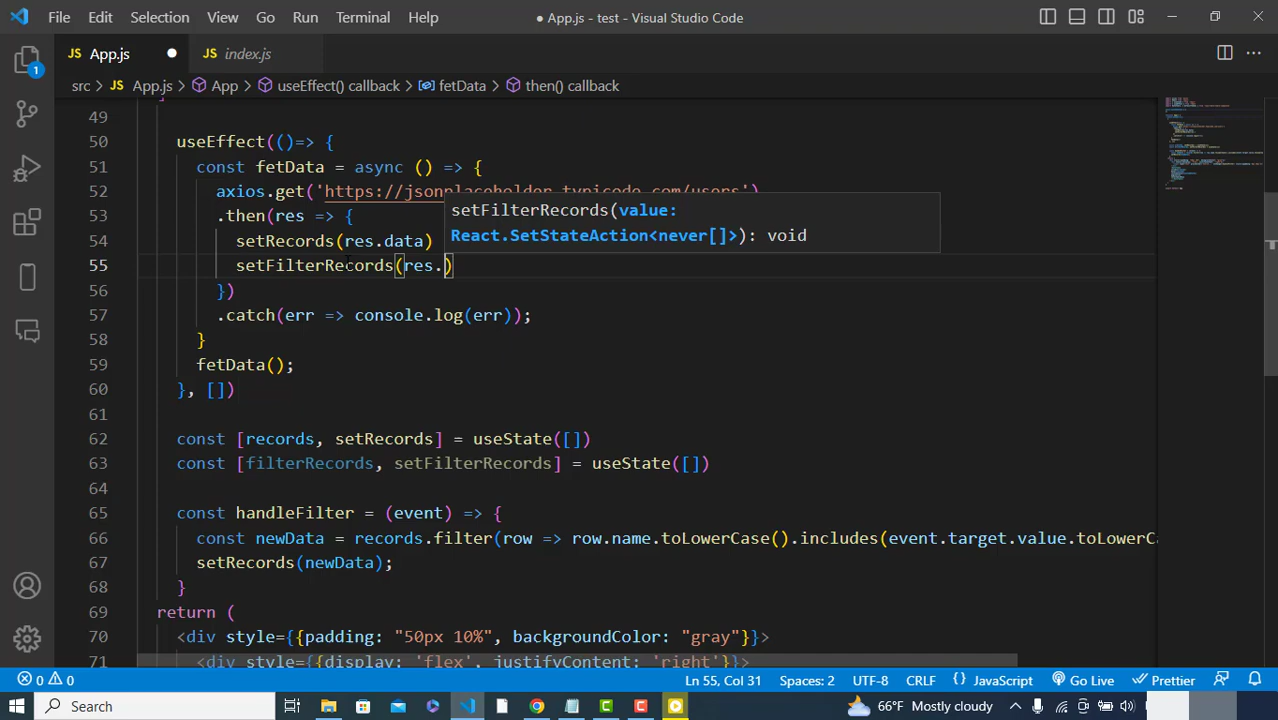 File Edit Selection View Go Run Terminal Help ● App.js - test - Visual Studio Code
JS App.js JS index.js
src > JS App.js > App > useEffect() callback > fetData > then() callback
49
50 useEffect(()=> {
51 const fetData = async () => {
52 axios.get('https://jsonplaceholder.typicode.com/users')
53 .then(res => {
setFilterRecords(value:
React.SetStateAction<never[]>): void
54 setRecords(res.data)
55 setFilterRecords(res.)
56 })
57 .catch(err => console.log(err));
58 }
59 fetData();
60 }, [])
61
62 const [records, setRecords] = useState([])
63 const [filterRecords, setFilterRecords] = useState([])
64
65 const handleFilter = (event) => {
66 const newData = records.filter(row => row.name.toLowerCase().includes(event.target.value.toLowerCa
67 setRecords(newData);
68 }
69 return (
70 <div style={{padding: "50px 10%", backgroundColor: "gray"}}>
71 <div style={{display: 'flex', justifyContent: 'right'}}>
1
0 0 Ln 55, Col 31 Spaces: 2 UTF-8 CRLF {} JavaScript Go Live Prettier
Search 66°F Mostly cloudy